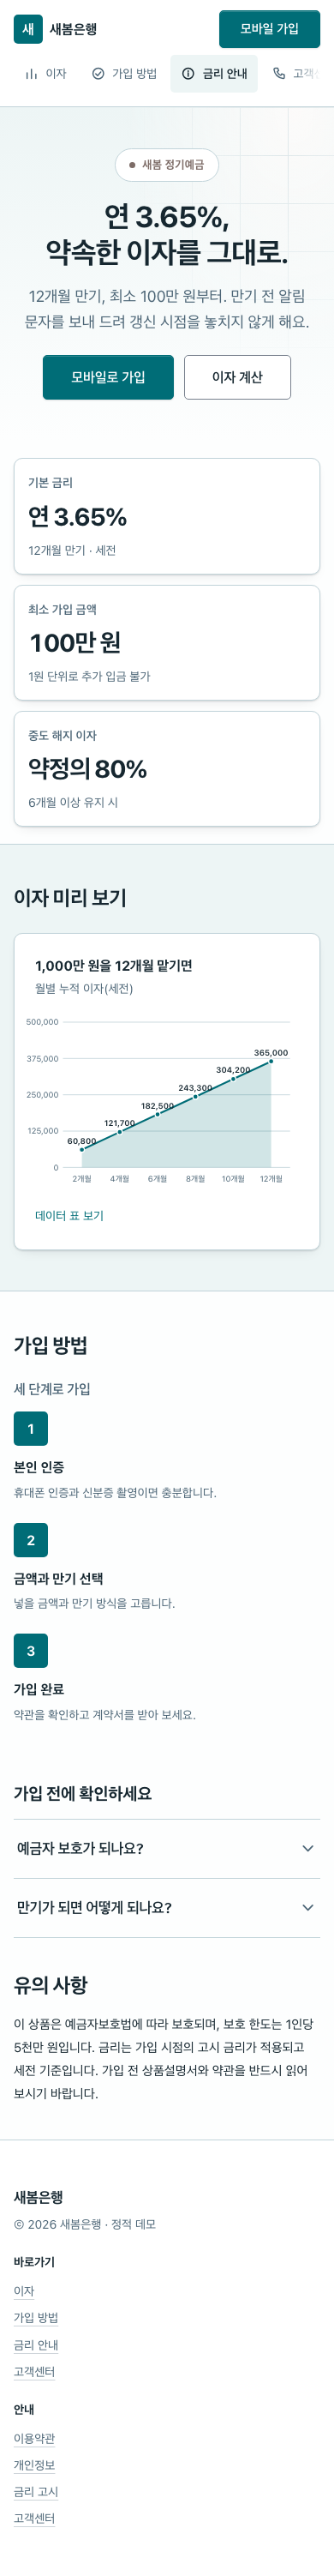 새 새봄은행
모바일 가입
이자 가입 방법 금리 안내 고객
새봄 정기예금
연 3.65%,
약속한 이자를 그대로.
12개월 만기, 최소 100만 원부터. 만기 전 알림
문자를 보내 드려 갱신 시점을 놓치지 않게 해요.
모바일로 가입 이자 계산
기본 금리
연 3.65%
12개월 만기 · 세전
최소 가입 금액
100만 원
1원 단위로 추가 입금 불가
중도 해지 이자
약정의 80%
6개월 이상 유지 시
이자 미리 보기
1,000만 원을 12개월 맡기면
월별 누적 이자(세전)
500,000
375,000
250,000
125,000
0
60,800
121,700
182,500
243,300
304,200
365,000
2개월 4개월 6개월 8개월 10개월 12개월
데이터 표 보기
가입 방법
세 단계로 가입
1
본인 인증
휴대폰 인증과 신분증 촬영이면 충분합니다.
2
금액과 만기 선택
넣을 금액과 만기 방식을 고릅니다.
3
가입 완료
약관을 확인하고 계약서를 받아 보세요.
가입 전에 확인하세요
예금자 보호가 되나요?
만기가 되면 어떻게 되나요?
유의 사항
이 상품은 예금자보호법에 따라 보호되며, 보호 한도는 1인당
5천만 원입니다. 금리는 가입 시점의 고시 금리가 적용되고
세전 기준입니다. 가입 전 상품설명서와 약관을 반드시 읽어
보시기 바랍니다.
새봄은행
© 2026 새봄은행 · 정적 데모
바로가기
이자
가입 방법
금리 안내
고객센터
안내
이용약관
개인정보
금리 고시
고객센터